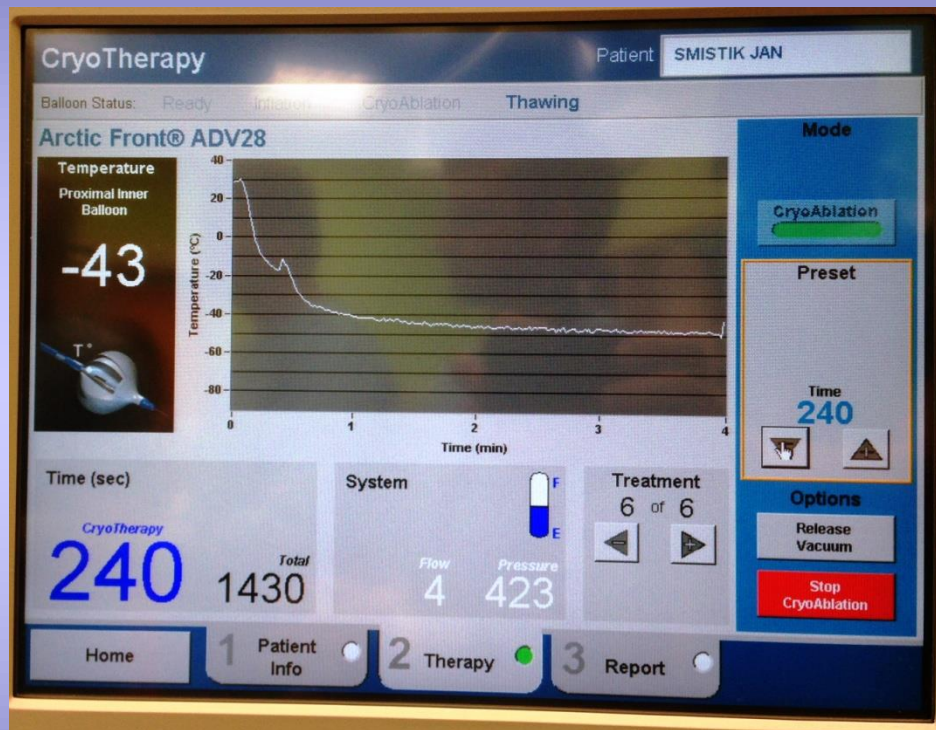 CryoTherapy
Patient SMISTIK JAN
Balloon Status: Ready Inflation CryoAblation Thawing
Arctic Front® ADV28
Mode
CryoAblation
Temperature
Proximal Inner
Balloon
-43
T°
Temperature (°C)
40
20
0
-20
-40
-60
-80
0 1 2 3 4
Time (min)
Preset
Time
240
Time (sec)
CryoTherapy
240
Total
1430
System
F
E
Flow
4
Pressure
423
Treatment
6 of 6
Options
Release
Vacuum
Stop
CryoAblation
Home
1 Patient
Info
2 Therapy
3 Report